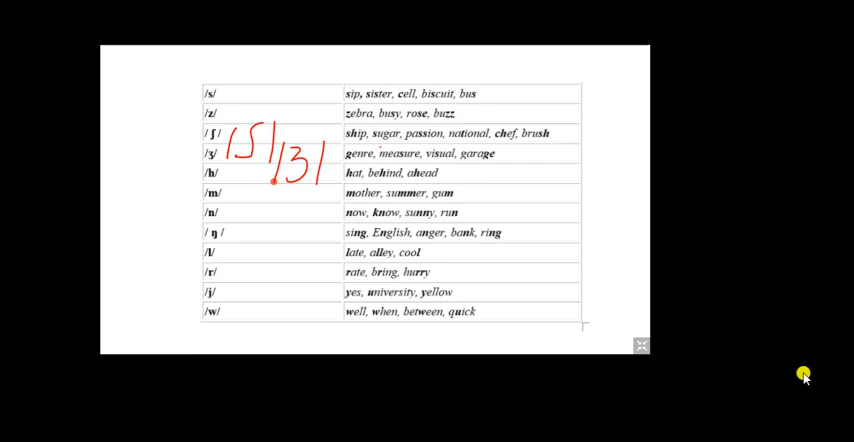 /s/ sip, sister, cell, biscuit, bus
/z/ zebra, busy, rose, buzz
/ ʃ / ship, sugar, passion, national, chef, brush
/ʃ/
/ʒ/ genre, measure, visual, garage
/ʒ/
/h/ hat, behind, ahead
/m/ mother, summer, gum
/n/ now, know, sunny, run
/ ŋ / sing, English, anger, bank, ring
/l/ late, alley, cool
/r/ rate, bring, hurry
/j/ yes, university, yellow
/w/ well, when, between, quick